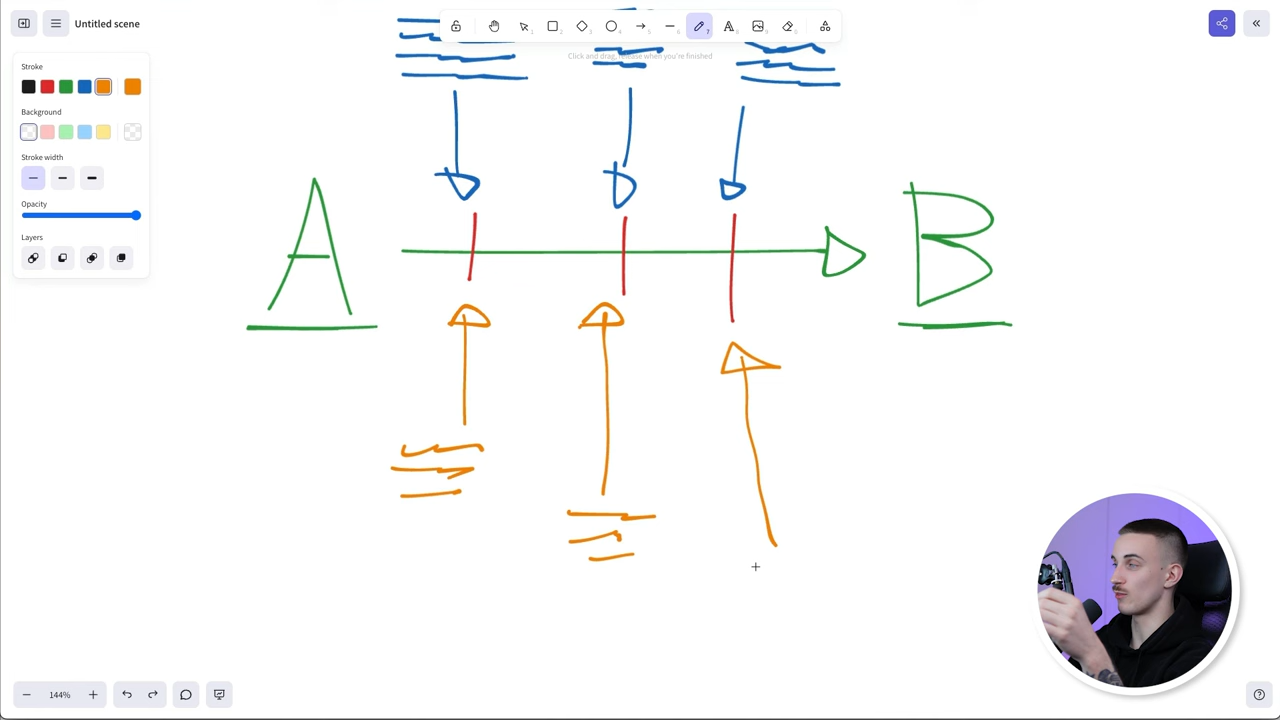 Untitled scene
Click and drag, release when you're finished
Stroke
Background
Stroke width
Opacity
Layers
A
B
144%